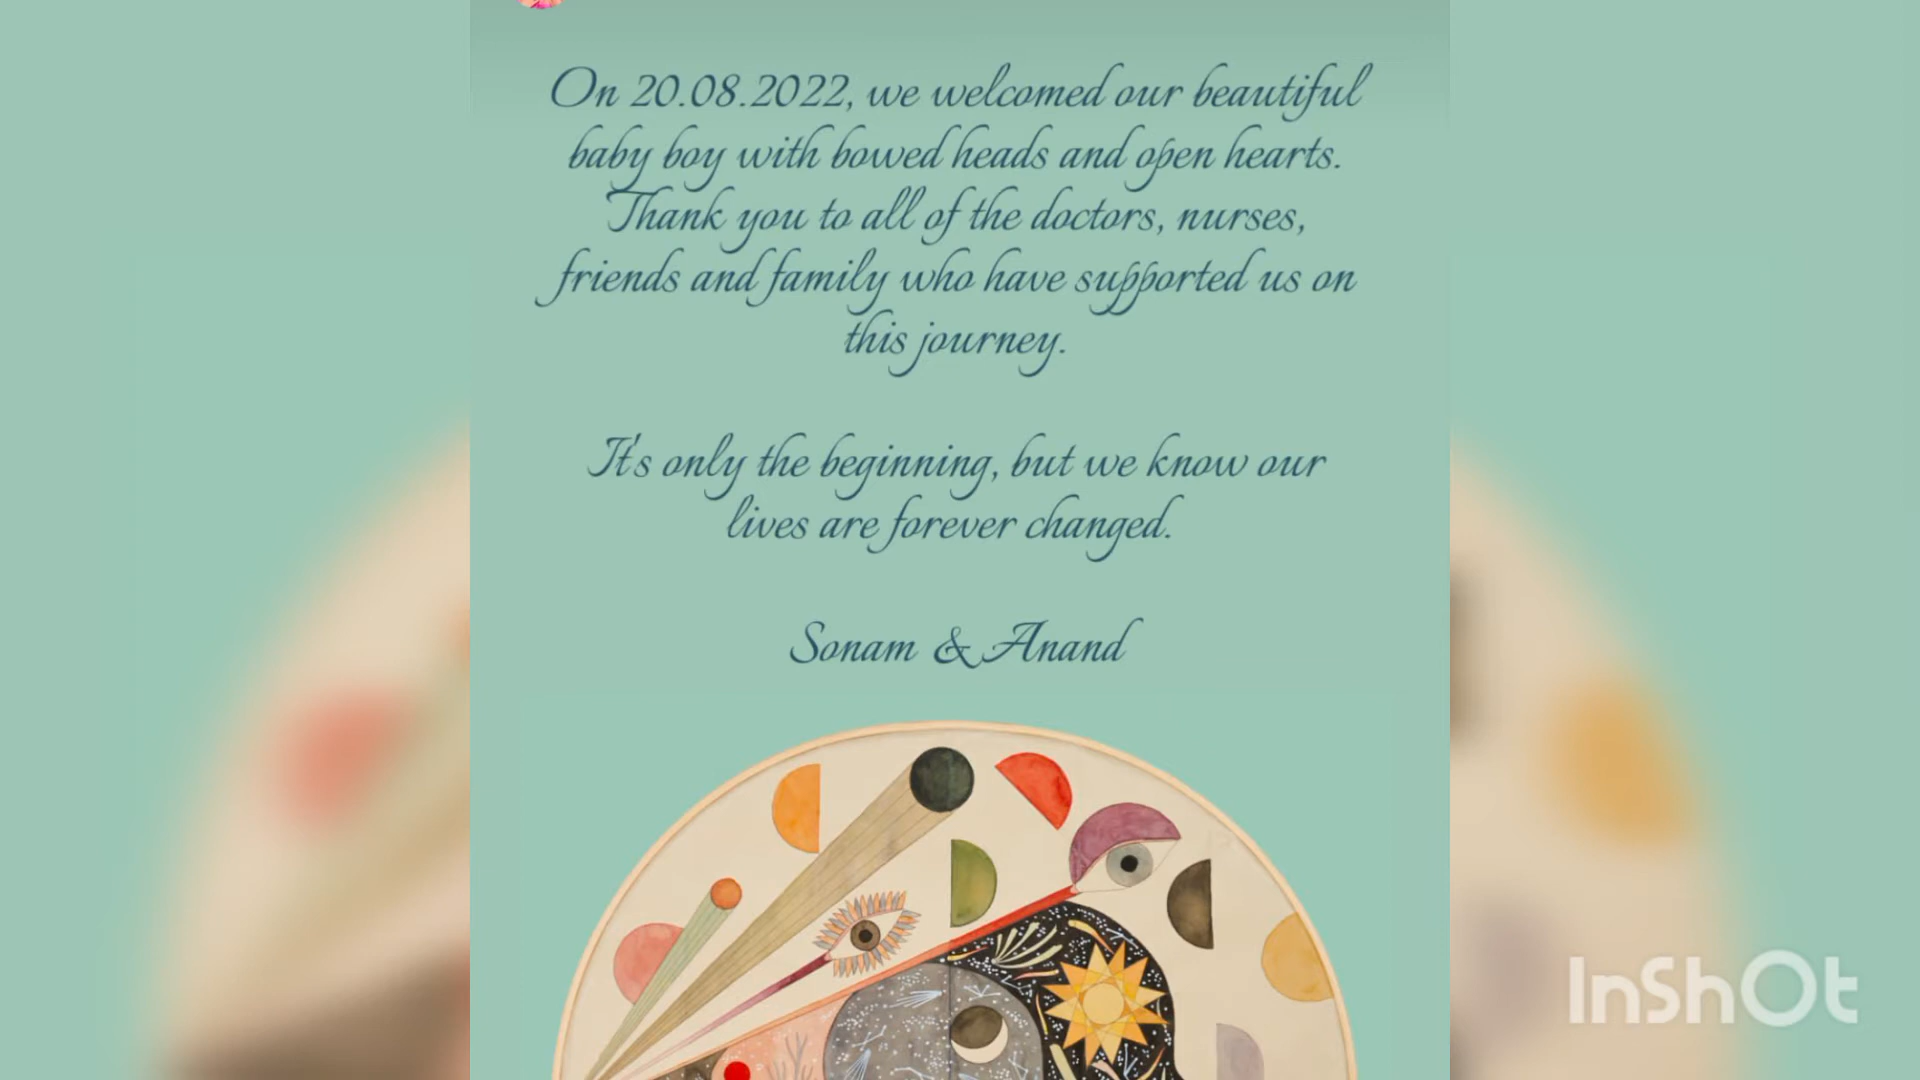 On 20.08.2022, we welcomed our beautiful
baby boy with bowed heads and open hearts.
Thank you to all of the doctors, nurses,
friends and family who have supported us on
this journey.
It's only the beginning, but we know our
lives are forever changed.
Sonam & Anand
InShOt